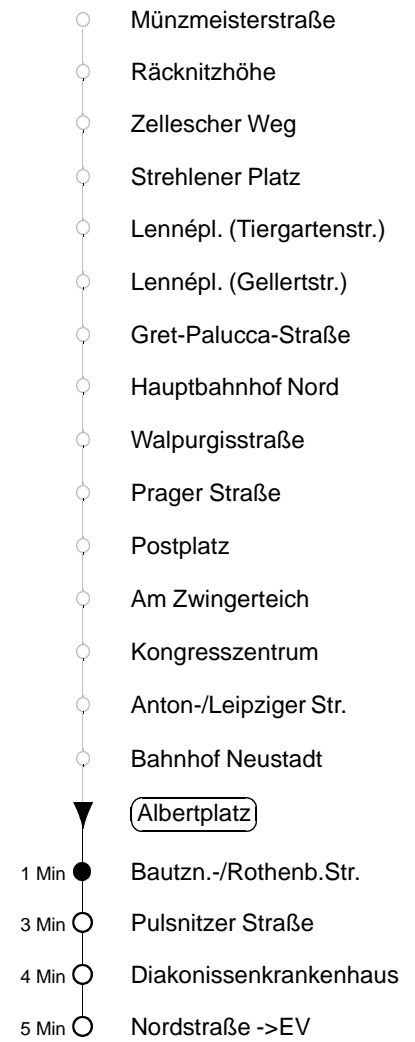 Münzmeisterstraße
Räcknitzhöhe
Zellescher Weg
Strehlener Platz
Lennépl. (Tiergartenstr.)
Lennépl. (Gellertstr.)
Gret-Palucca-Straße
Hauptbahnhof Nord
Walpurgisstraße
Prager Straße
Postplatz
Am Zwingerteich
Kongresszentrum
Anton-/Leipziger Str.
Bahnhof Neustadt
Albertplatz
1 Min Bautzn.-/Rothenb.Str.
3 Min Pulsnitzer Straße
4 Min Diakonissenkrankenhaus
5 Min Nordstraße ->EV